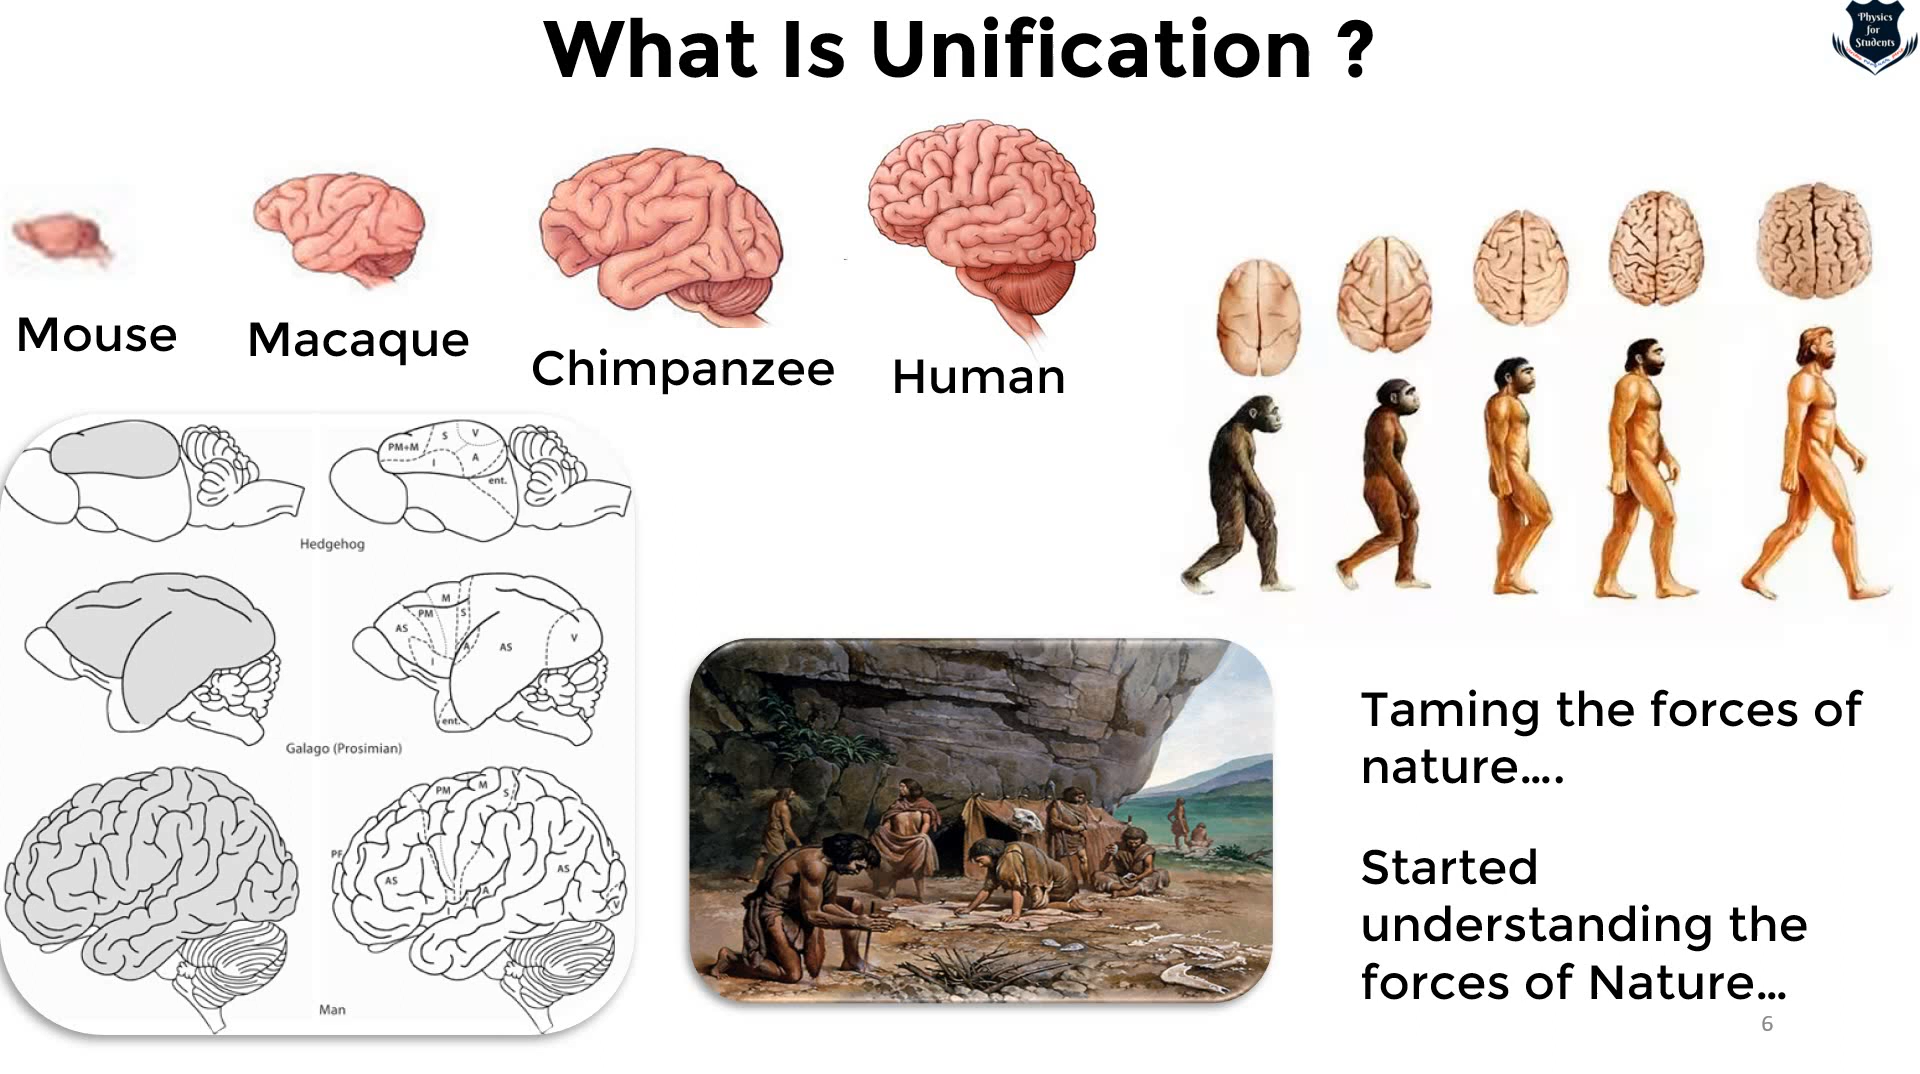 What Is Unification ?
Physics
for
Students
Mouse
Macaque
Chimpanzee
Human
PM+M
S
V
I
A
ent.
Hedgehog
M
PM
S
AS
A
I
AS
V
ent.
Galago (Prosimian)
PM
M
S
PF
AS
AS
A
I
V
Man
Taming the forces of
nature....
Started
understanding the
forces of Nature...
6